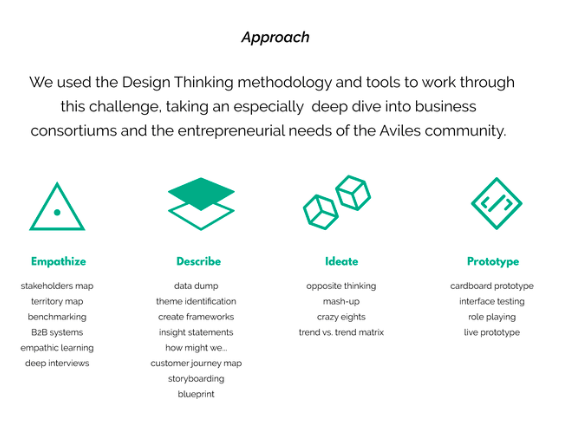 Approach
We used the Design Thinking methodology and tools to work through
this challenge, taking an especially deep dive into business
consortiums and the entrepreneurial needs of the Aviles community.
Empathize
stakeholders map
territory map
benchmarking
B2B systems
empathic learning
deep interviews
Describe
data dump
theme identification
create frameworks
insight statements
how might we...
customer journey map
storyboarding
blueprint
Ideate
opposite thinking
mash-up
crazy eights
trend vs. trend matrix
Prototype
cardboard prototype
interface testing
role playing
live prototype